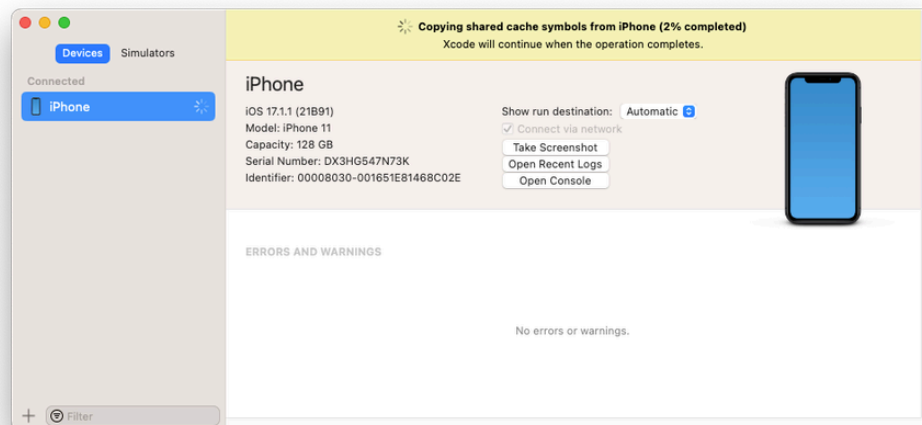 Copying shared cache symbols from iPhone (2% completed)
Xcode will continue when the operation completes.
Devices
Simulators
Connected
iPhone
iPhone
iOS 17.1.1 (21B91)
Model: iPhone 11
Capacity: 128 GB
Serial Number: DX3HG547N73K
Identifier: 00008030-001651E81468C02E
Show run destination: Automatic
Connect via network
Take Screenshot
Open Recent Logs
Open Console
ERRORS AND WARNINGS
No errors or warnings.
Filter